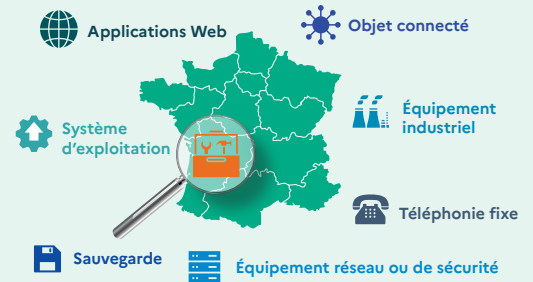 Applications Web
Objet connecté
Équipement
industriel
Système
d'exploitation
Téléphonie fixe
Sauvegarde
Équipement réseau ou de sécurité